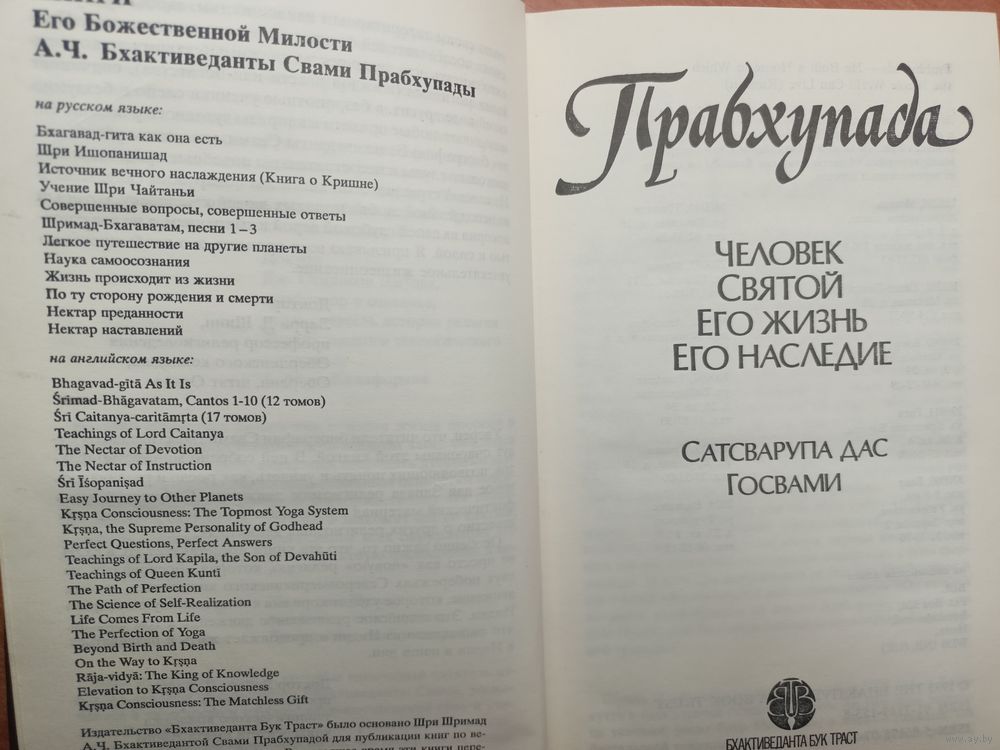 КНИГИ
Его Божественной Милости
А.Ч. Бхактиведанты Свами Прабхупады
на русском языке:
Бхагавад-гита как она есть
Шри Ишопанишад
Источник вечного наслаждения (Книга о Кришне)
Учение Шри Чайтаньи
Совершенные вопросы, совершенные ответы
Шримад-Бхагаватам, песни 1–3
Легкое путешествие на другие планеты
Наука самоосознания
Жизнь происходит из жизни
По ту сторону рождения и смерти
Нектар преданности
Нектар наставлений
на английском языке:
Bhagavad-gītā As It Is
Śrīmad-Bhāgavatam, Cantos 1-10 (12 томов)
Śrī Caitanya-caritāmṛta (17 томов)
Teachings of Lord Caitanya
The Nectar of Devotion
The Nectar of Instruction
Śrī Īśopaniṣad
Easy Journey to Other Planets
Kṛṣṇa Consciousness: The Topmost Yoga System
Kṛṣṇa, the Supreme Personality of Godhead
Perfect Questions, Perfect Answers
Teachings of Lord Kapila, the Son of Devahūti
Teachings of Queen Kuntī
The Path of Perfection
The Science of Self-Realization
Life Comes From Life
The Perfection of Yoga
Beyond Birth and Death
On the Way to Kṛṣṇa
Rāja-vidyā: The King of Knowledge
Elevation to Kṛṣṇa Consciousness
Kṛṣṇa Consciousness: The Matchless Gift
Издательство «Бхактиведанта Бук Траст» было основано Шри Шримад
А.Ч. Бхактиведантой Свами Прабхупадой для публикации книг по ве-
Прабхупада
ЧЕЛОВЕК
СВЯТОЙ
ЕГО ЖИЗНЬ
ЕГО НАСЛЕДИЕ
САТСВАРУПА ДАС
ГОСВАМИ
БХАКТИВЕДАНТА БУК ТРАСТ
www.ay.by